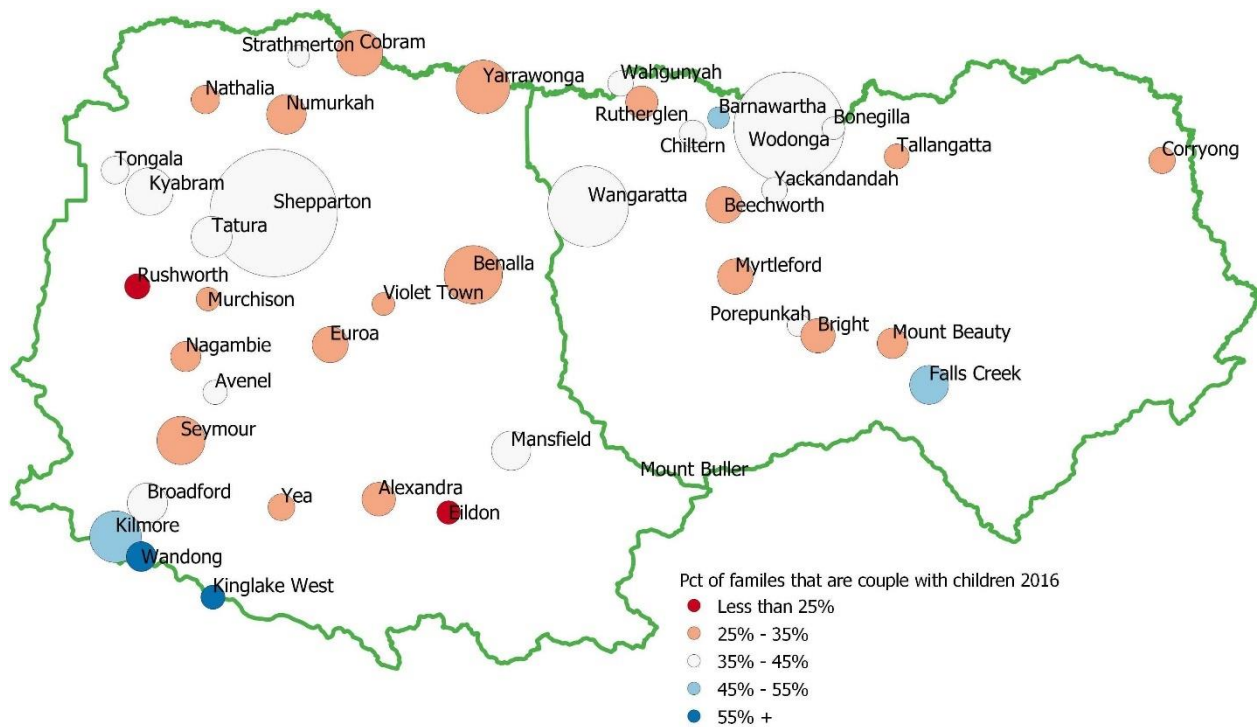 Strathmerton
Cobram
Nathalia
Numurkah
Yarrawonga
Wahgunyah
Rutherglen
Barnawartha
Bonegilla
Chiltern
Wodonga
Tallangatta
Corryong
Tongala
Kyabram
Shepparton
Tatura
Wangaratta
Yackandandah
Beechworth
Rushworth
Murchison
Violet Town
Benalla
Myrtleford
Nagambie
Euroa
Porepunkah
Bright
Mount Beauty
Avenel
Falls Creek
Seymour
Mansfield
Mount Buller
Broadford
Yea
Alexandra
Eildon
Kilmore
Wandong
Kinglake West
Pct of familes that are couple with children 2016
Less than 25%
25% - 35%
35% - 45%
45% - 55%
55% +